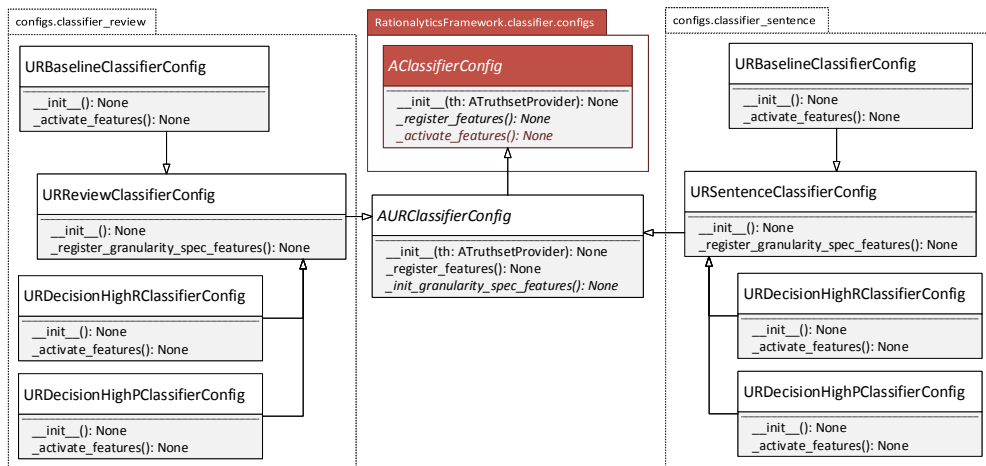 configs.classifier_review
URBaselineClassifierConfig
__init__(): None
_activate_features(): None
URReviewClassifierConfig
__init__(): None
_register_granularity_spec_features(): None
URDecisionHighRClassifierConfig
__init__(): None
_activate_features(): None
URDecisionHighPClassifierConfig
__init__(): None
_activate_features(): None
RationalyticsFramework.classifier.configs
AClassifierConfig
__init__(th: ATruthsetProvider): None
_register_features(): None
_activate_features(): None
AURClassifierConfig
__init__(th: ATruthsetProvider): None
_register_features(): None
_init_granularity_spec_features(): None
configs.classifier_sentence
URBaselineClassifierConfig
__init__(): None
_activate_features(): None
URSentenceClassifierConfig
__init__(): None
_register_granularity_spec_features(): None
URDecisionHighRClassifierConfig
__init__(): None
_activate_features(): None
URDecisionHighPClassifierConfig
__init__(): None
_activate_features(): None